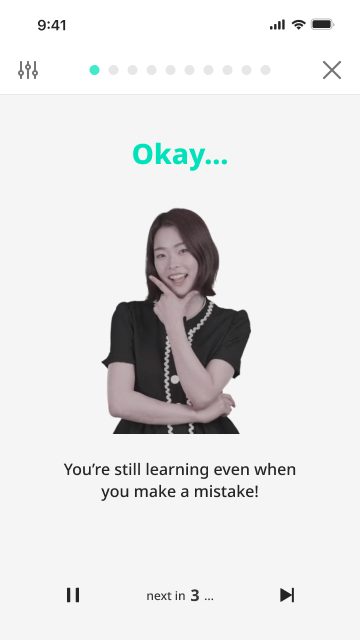 9:41
Okay...
You’re still learning even when
you make a mistake!
next in 3 ...